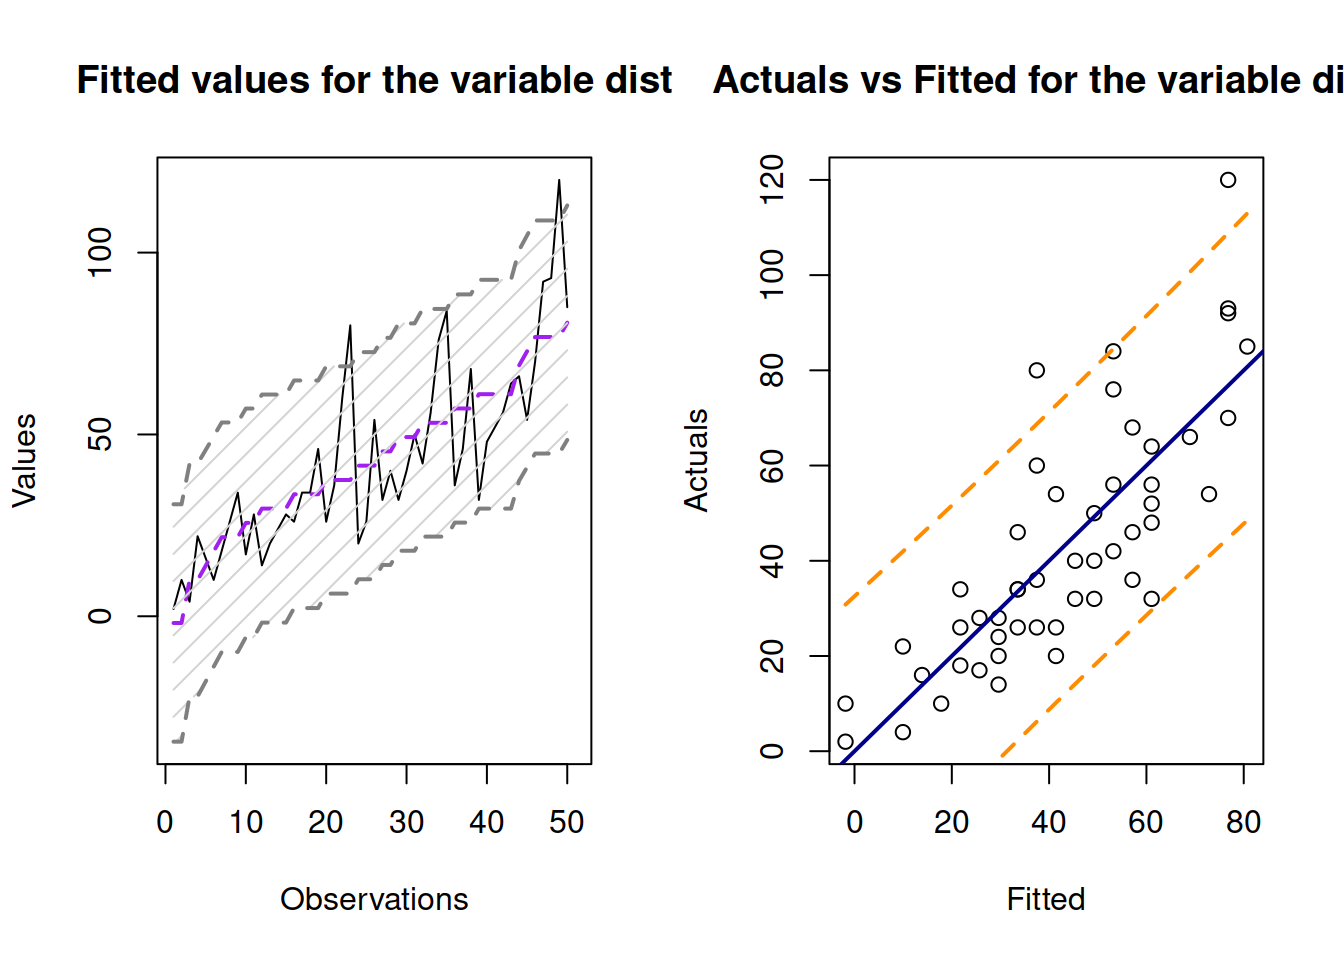 Fitted values for the variable dist
Values
0
50
100
0 10 20 30 40 50
Observations
Actuals vs Fitted for the variable di
Actuals
0
20
40
60
80
100
120
0 20 40 60 80
Fitted